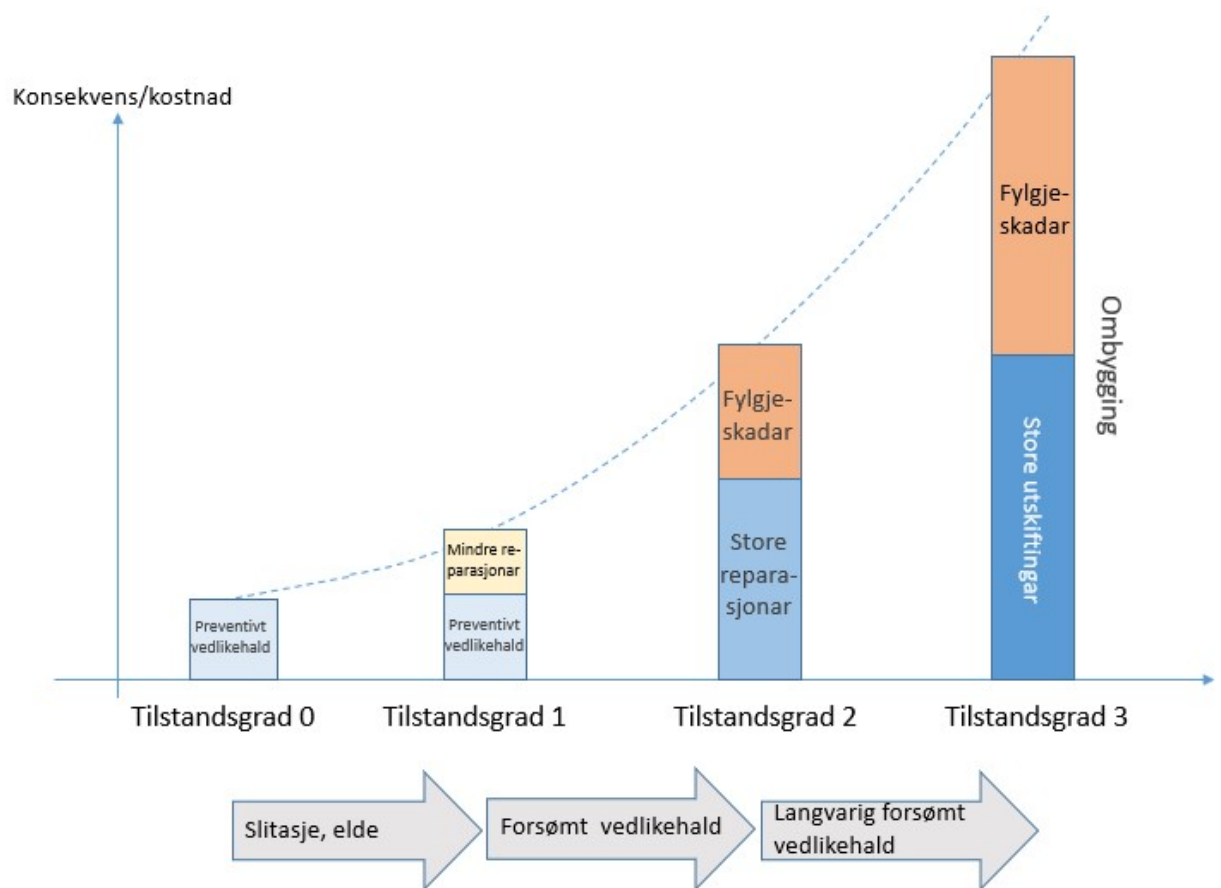 Konsekvens/kostnad
Fylgje-
skadar
Ombygging
Fylgje-
skadar
Store utskiftingar
Mindre re-
parasjonar
Store
repara-
sjonar
Preventivt
vedlikehald
Preventivt
vedlikehald
Tilstandsgrad 0
Tilstandsgrad 1
Tilstandsgrad 2
Tilstandsgrad 3
Slitasje, elde
Forsømt vedlikehald
Langvarig forsømt
vedlikehald